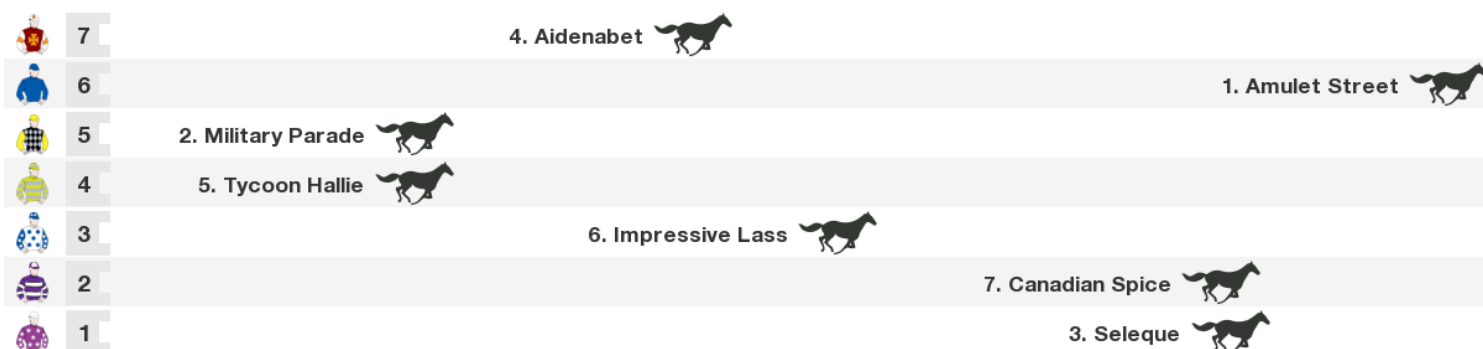 7 4. Aidenabet
6 1. Amulet Street
5 2. Military Parade
4 5. Tycoon Hallie
3 6. Impressive Lass
2 7. Canadian Spice
1 3. Seleque